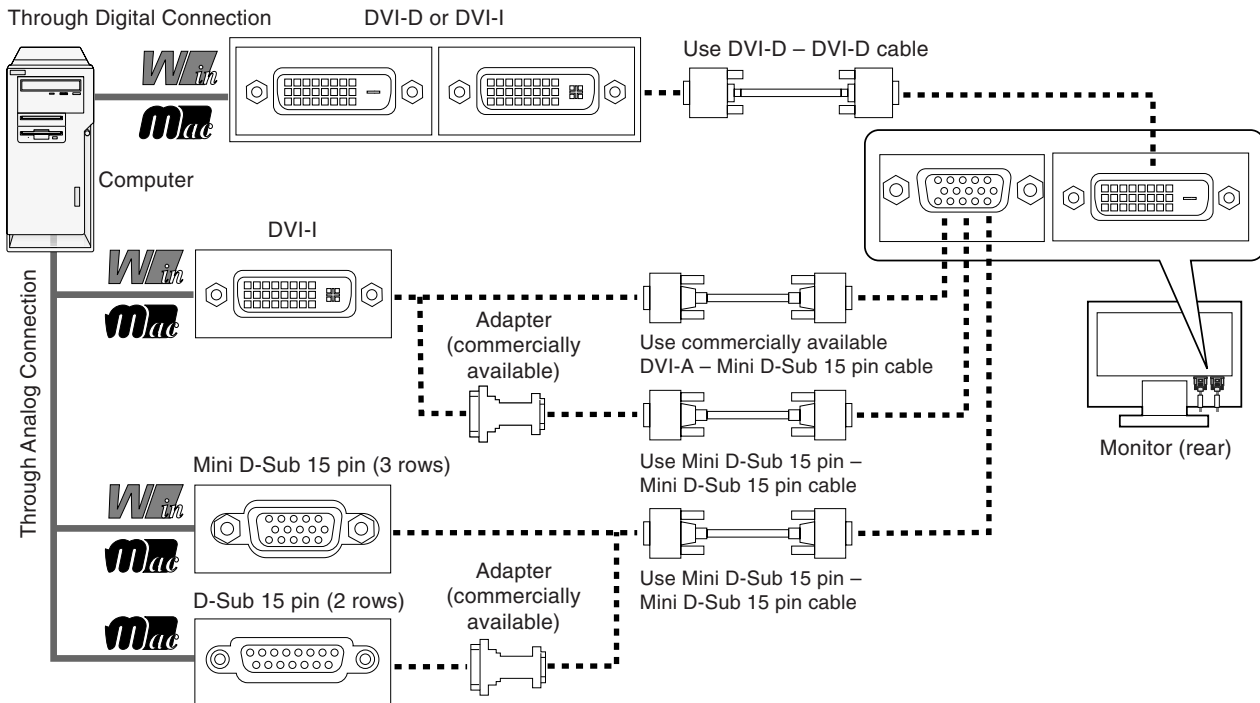 Through Digital Connection
DVI-D or DVI-I
Win
Mac
Use DVI-D – DVI-D cable
Computer
Through Analog Connection
DVI-I
Win
Mac
Adapter
(commercially
available)
Use commercially available
DVI-A – Mini D-Sub 15 pin cable
Monitor (rear)
Mini D-Sub 15 pin (3 rows)
Win
Mac
Use Mini D-Sub 15 pin –
Mini D-Sub 15 pin cable
D-Sub 15 pin (2 rows)
Mac
Adapter
(commercially
available)
Use Mini D-Sub 15 pin –
Mini D-Sub 15 pin cable